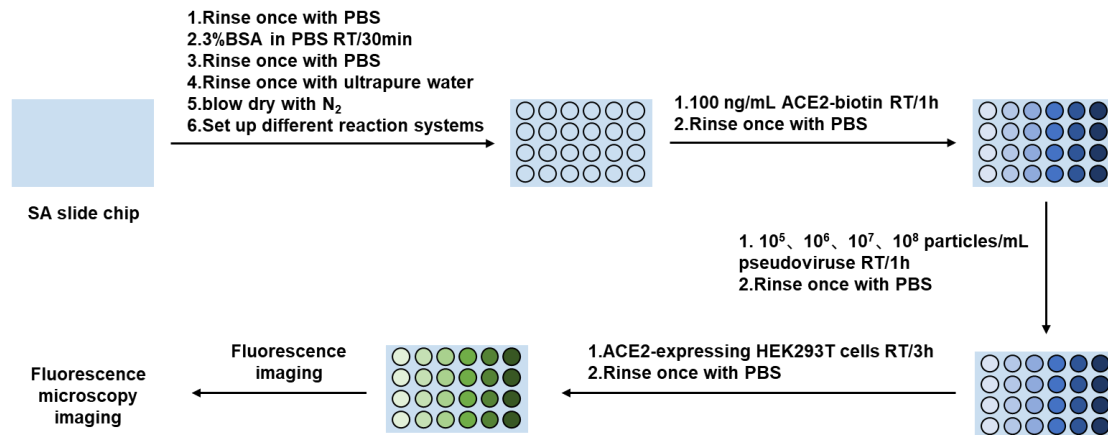 1.Rinse once with PBS
2.3%BSA in PBS RT/30min
3.Rinse once with PBS
4.Rinse once with ultrapure water
5.blow dry with N₂
6.Set up different reaction systems
SA slide chip
1.100 ng/mL ACE2-biotin RT/1h
2.Rinse once with PBS
1. 10⁵、10⁶、10⁷、10⁸ particles/mL
pseudoviruse RT/1h
2.Rinse once with PBS
1.ACE2-expressing HEK293T cells RT/3h
2.Rinse once with PBS
Fluorescence
imaging
Fluorescence
microscopy
imaging